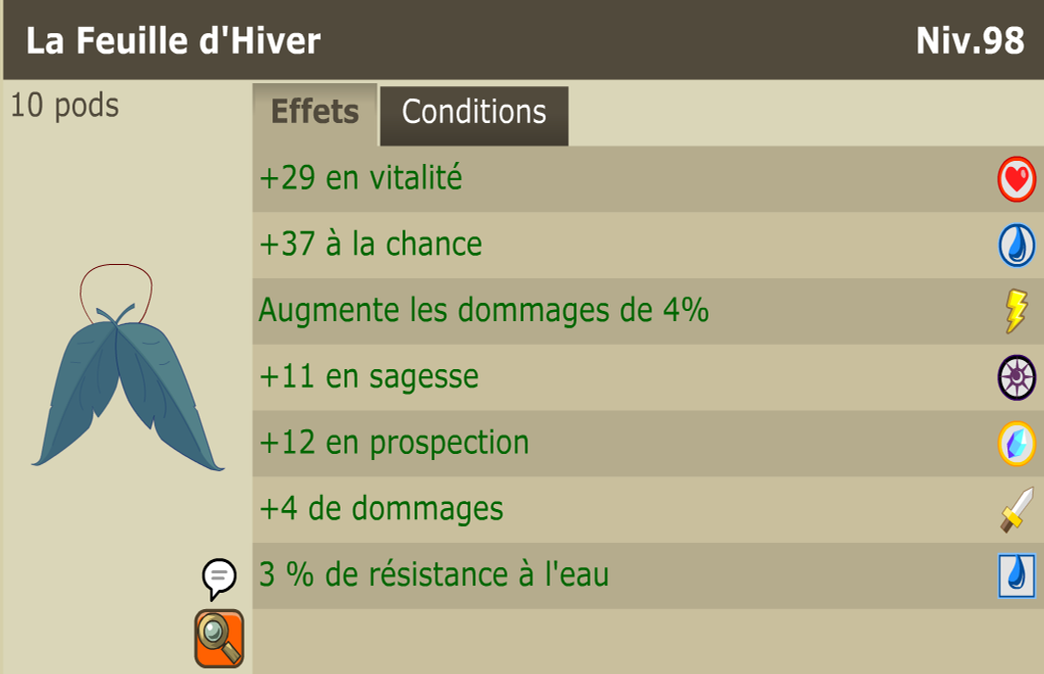 La Feuille d'Hiver
Niv.98
10 pods
Effets
Conditions
+29 en vitalité
+37 à la chance
Augmente les dommages de 4%
+11 en sagesse
+12 en prospection
+4 de dommages
3 % de résistance à l'eau